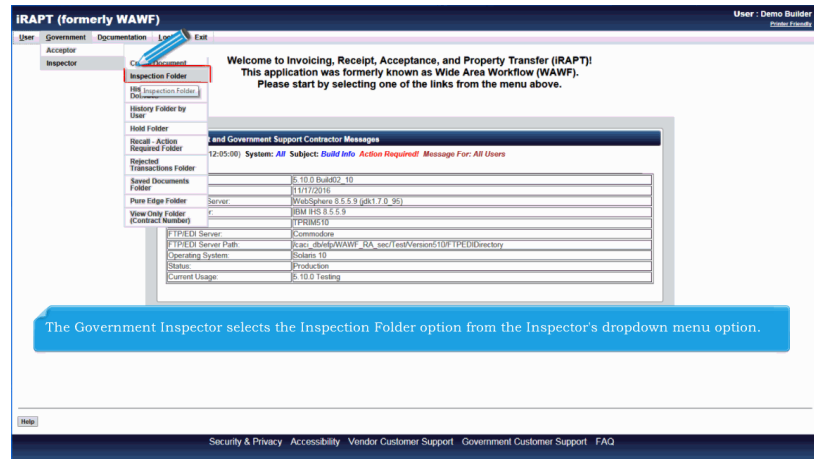 iRAPT (formerly WAWF)
User : Demo Builder
Printer Friendly
User Government Documentation Exit
Acceptor
Inspector
Document
Inspection Folder
Inspection Folder
History Folder by
User
Hold Folder
Recall - Action
Required Folder
Rejected
Transactions Folder
Saved Documents
Folder
Pure Edge Folder
View Only Folder
(Contract Number)
Welcome to Invoicing, Receipt, Acceptance, and Property Transfer (iRAPT)!
This application was formerly known as Wide Area Workflow (WAWF).
Please start by selecting one of the links from the menu above.
t and Government Support Contractor Messages
12:05:00) System: All Subject: Build Info Action Required! Message For: All Users
5.10.0 Build02_10
11/17/2016
Server: WebSphere 8.5.5.9 (jdk1.7.0_95)
r: IBM IHS 8.5.5.9
TPRIM510
FTP/EDI Server: Commodore
FTP/EDI Server Path: /caci_db/efp/WAWF_RA_sec/Test/Version510/FTPEDIDirectory
Operating System: Solaris 10
Status: Production
Current Usage: 5.10.0 Testing
The Government Inspector selects the Inspection Folder option from the Inspector's dropdown menu option.
Help
Security & Privacy Accessibility Vendor Customer Support Government Customer Support FAQ